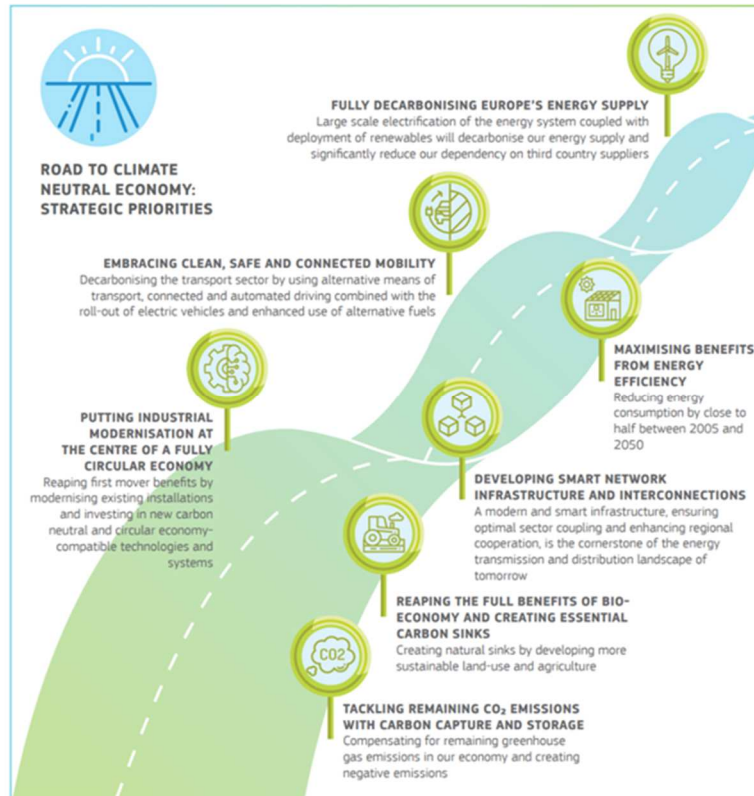 ROAD TO CLIMATE
NEUTRAL ECONOMY:
STRATEGIC PRIORITIES
FULLY DECARBONISING EUROPE'S ENERGY SUPPLY
Large scale electrification of the energy system coupled with
deployment of renewables will decarbonise our energy supply and
significantly reduce our dependency on third country suppliers
EMBRACING CLEAN, SAFE AND CONNECTED MOBILITY
Decarbonising the transport sector by using alternative means of
transport, connected and automated driving combined with the
roll-out of electric vehicles and enhanced use of alternative fuels
MAXIMISING BENEFITS
FROM ENERGY
EFFICIENCY
Reducing energy
consumption by close to
half between 2005 and
2050
PUTTING INDUSTRIAL
MODERNISATION AT
THE CENTRE OF A FULLY
CIRCULAR ECONOMY
Reaping first mover benefits by
modernising existing installations
and investing in new carbon
neutral and circular economy-
compatible technologies and
systems
DEVELOPING SMART NETWORK
INFRASTRUCTURE AND INTERCONNECTIONS
A modern and smart infrastructure, ensuring
optimal sector coupling and enhancing regional
cooperation, is the cornerstone of the energy
transmission and distribution landscape of
tomorrow
REAPING THE FULL BENEFITS OF BIO-
ECONOMY AND CREATING ESSENTIAL
CARBON SINKS
Creating natural sinks by developing more
sustainable land-use and agriculture
CO2
TACKLING REMAINING CO₂ EMISSIONS
WITH CARBON CAPTURE AND STORAGE
Compensating for remaining greenhouse
gas emissions in our economy and creating
negative emissions